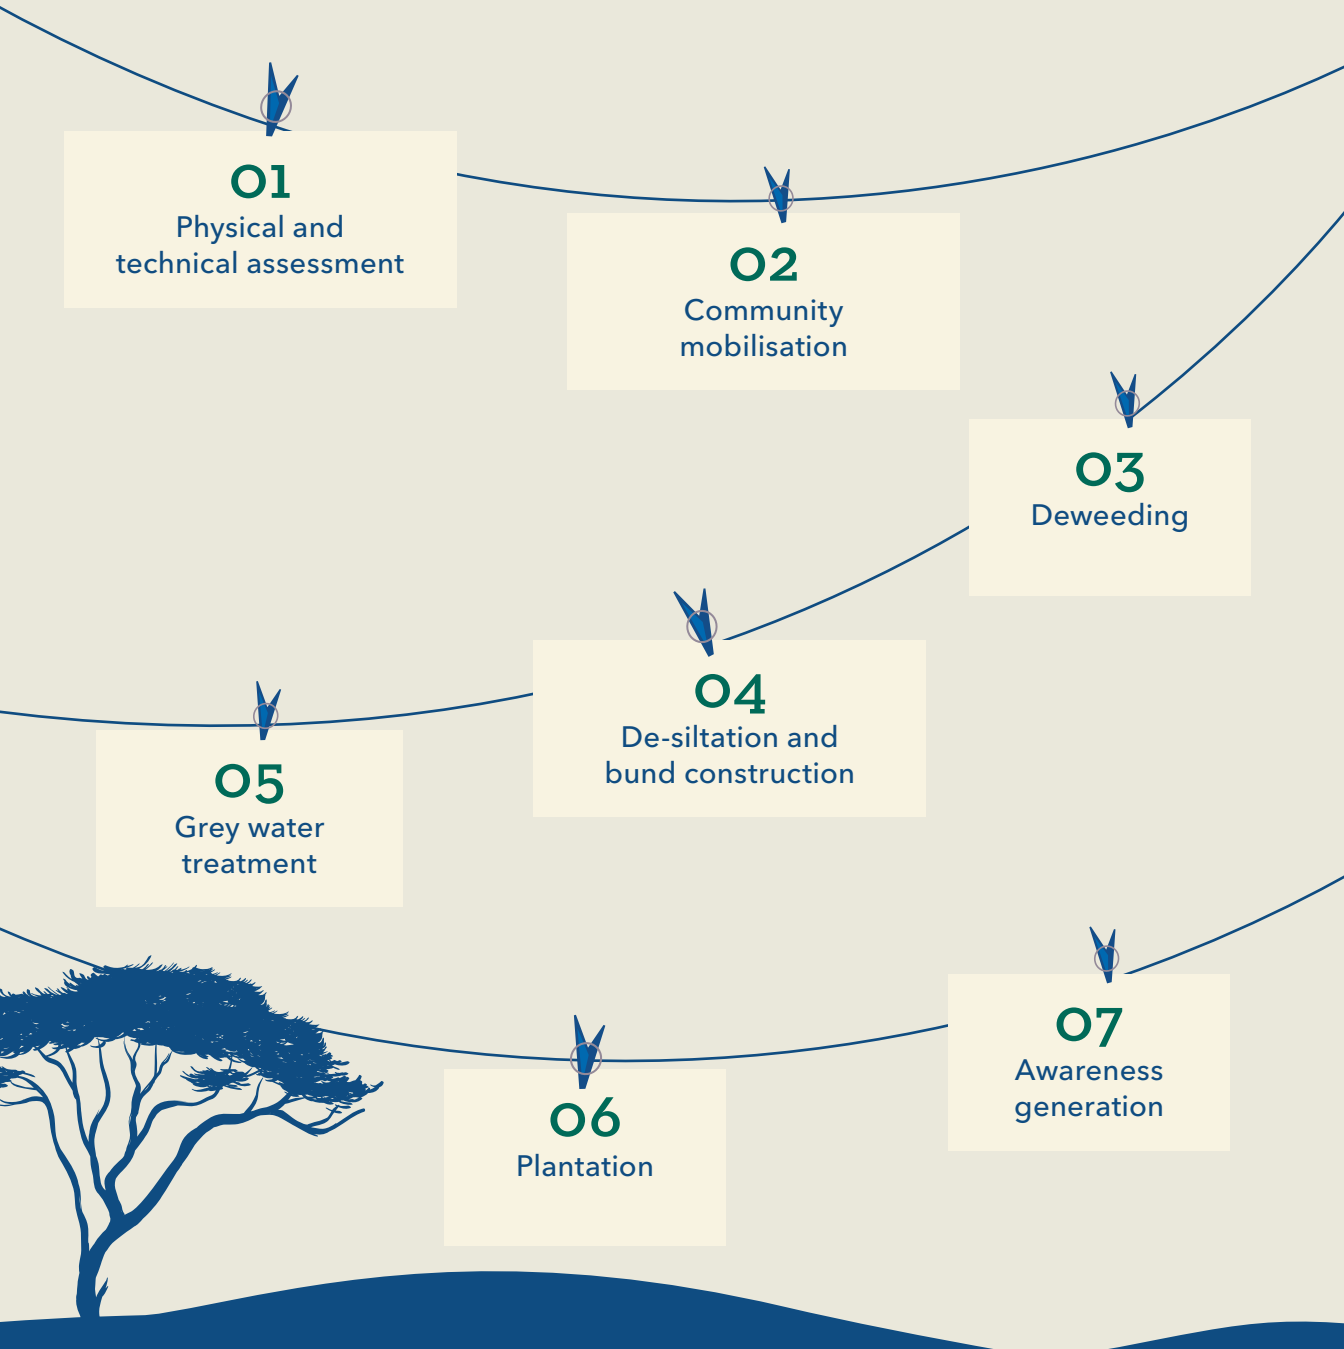 01
Physical and
technical assessment
02
Community
mobilisation
03
Deweeding
04
De-siltation and
bund construction
05
Grey water
treatment
06
Plantation
07
Awareness
generation